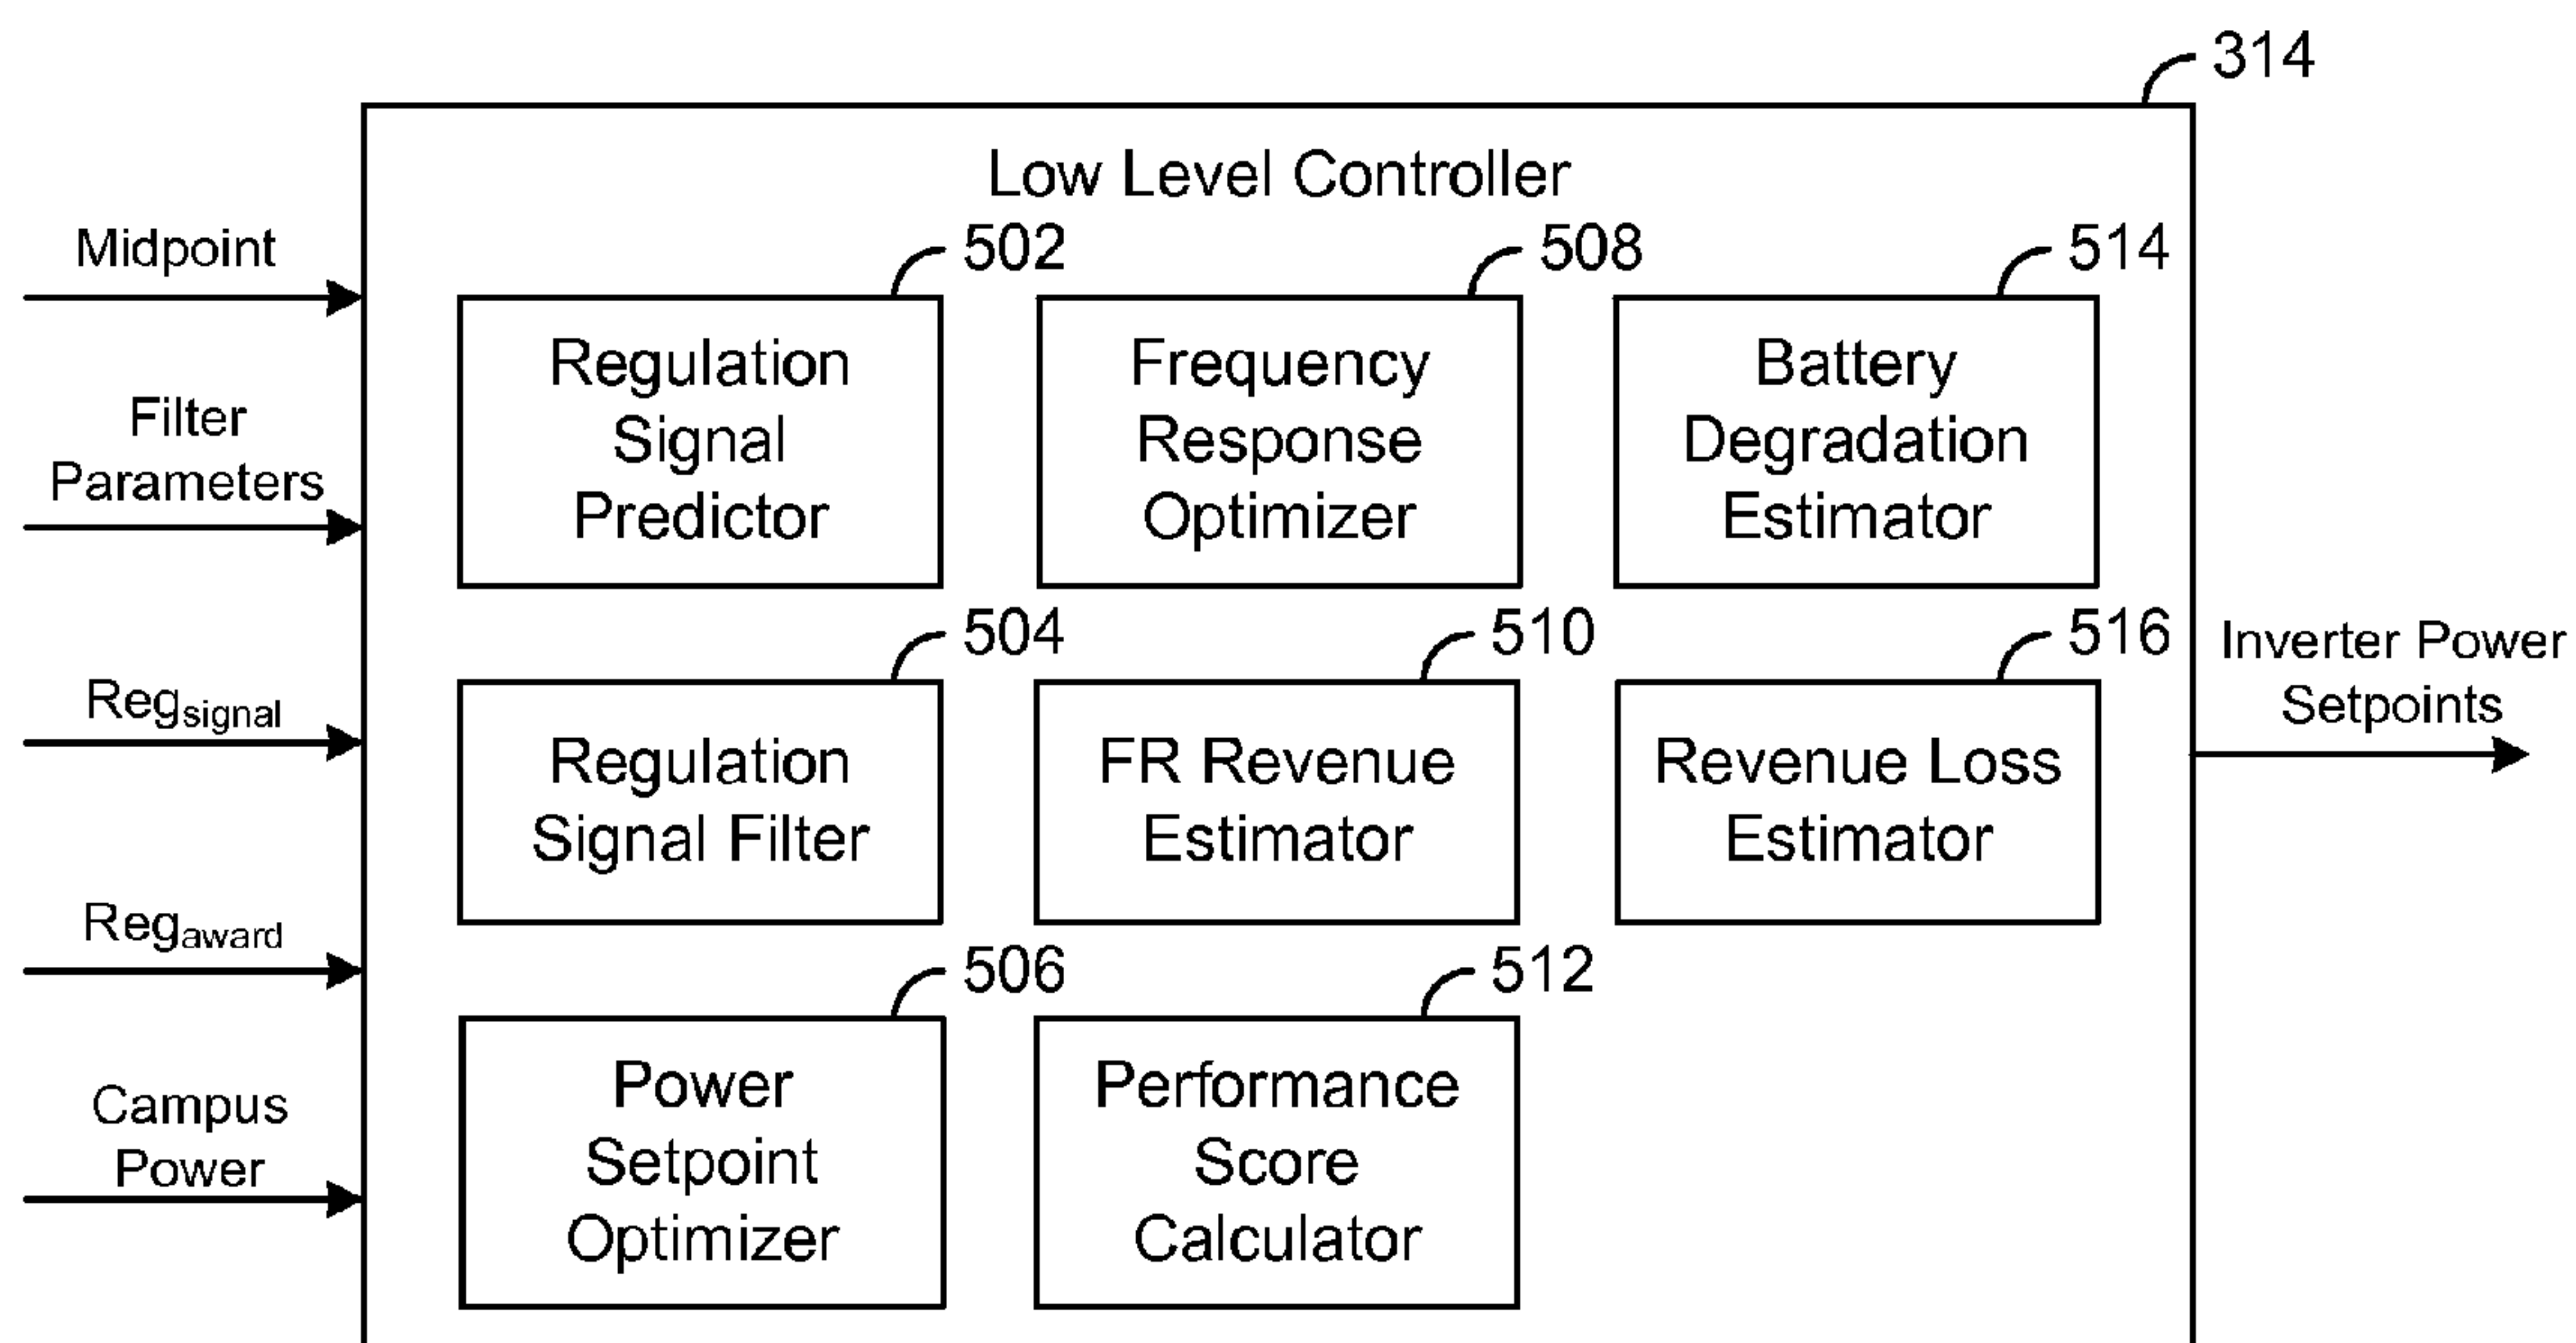 314
Low Level Controller
Midpoint
Filter
Parameters
Reg_signal
Reg_award
Campus
Power
502
Regulation
Signal
Predictor
508
Frequency
Response
Optimizer
514
Battery
Degradation
Estimator
504
Regulation
Signal Filter
510
FR Revenue
Estimator
516
Revenue Loss
Estimator
506
Power
Setpoint
Optimizer
512
Performance
Score
Calculator
Inverter Power
Setpoints